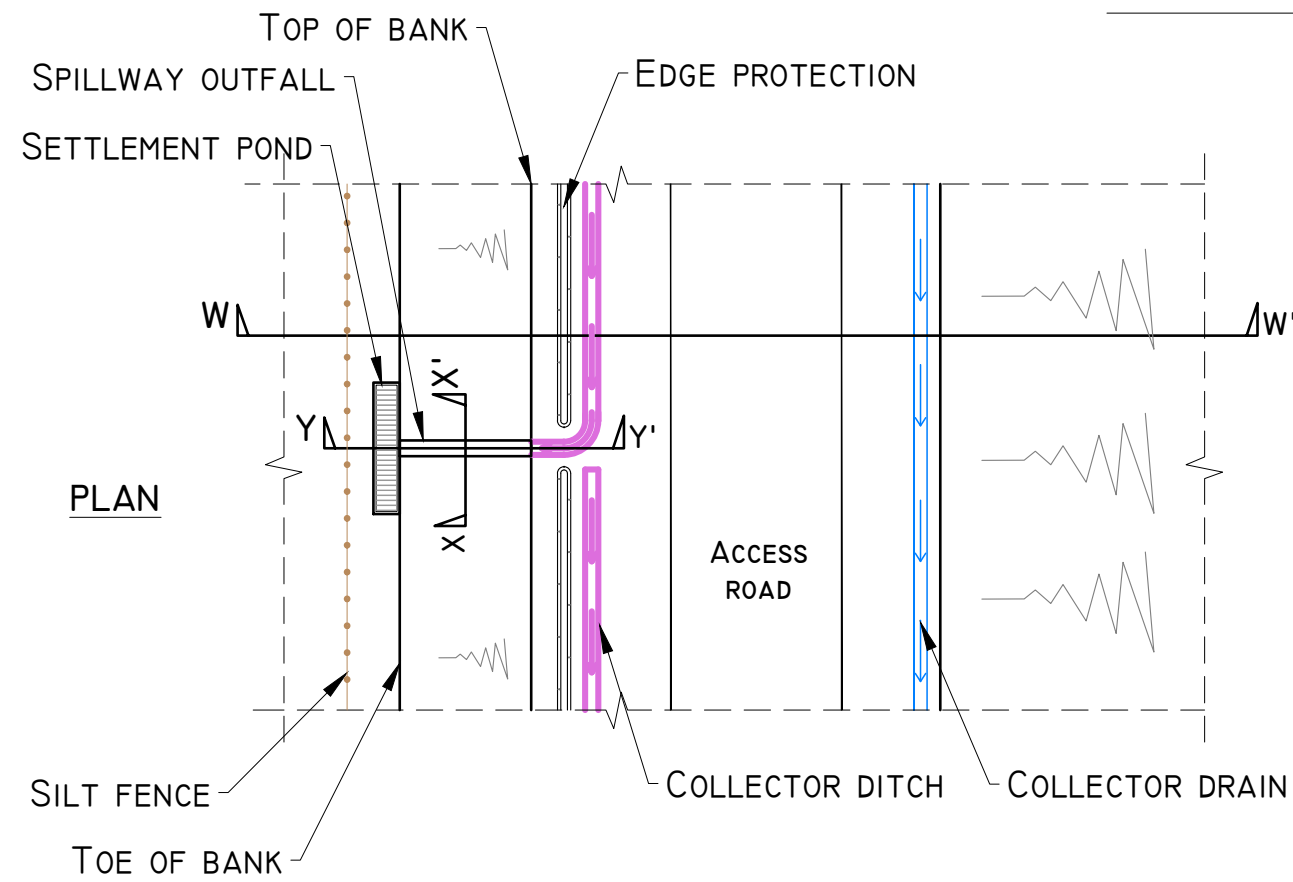 TOP OF BANK
SPILLWAY OUTFALL
EDGE PROTECTION
SETTLEMENT POND
W
W'
X'
Y
Y'
PLAN
X
ACCESS
ROAD
COLLECTOR DITCH
COLLECTOR DRAIN
SILT FENCE
TOE OF BANK